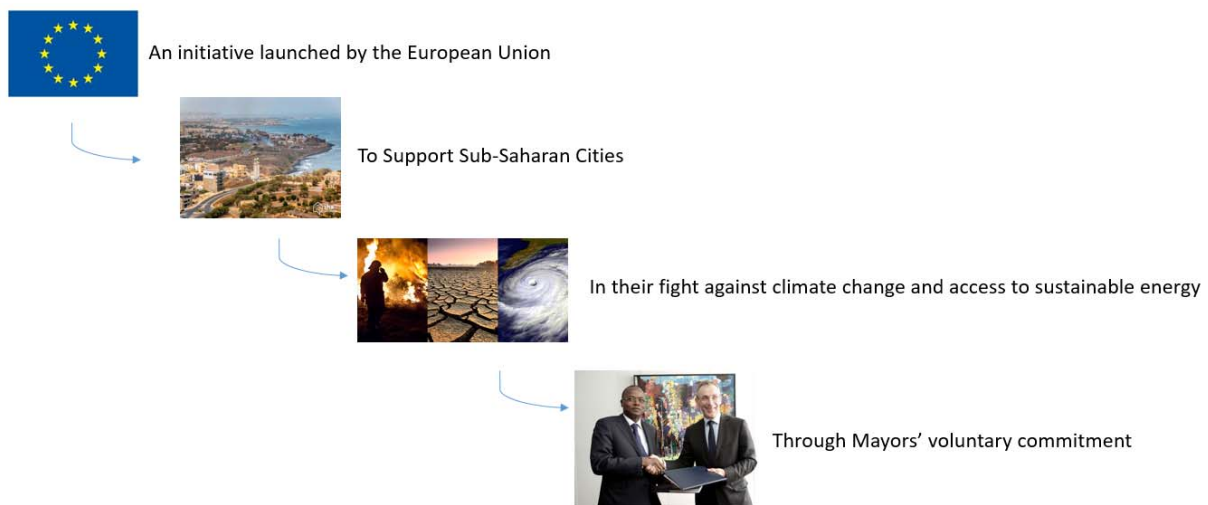 An initiative launched by the European Union
To Support Sub-Saharan Cities
In their fight against climate change and access to sustainable energy
Through Mayors’ voluntary commitment